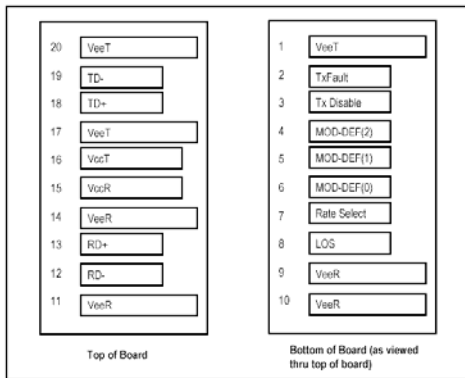 20 VeeT
19 TD-
18 TD+
17 VeeT
16 VccT
15 VccR
14 VeeR
13 RD+
12 RD-
11 VeeR
Top of Board
1 VeeT
2 TxFault
3 Tx Disable
4 MOD-DEF(2)
5 MOD-DEF(1)
6 MOD-DEF(0)
7 Rate Select
8 LOS
9 VeeR
10 VeeR
Bottom of Board (as viewed
thru top of board)